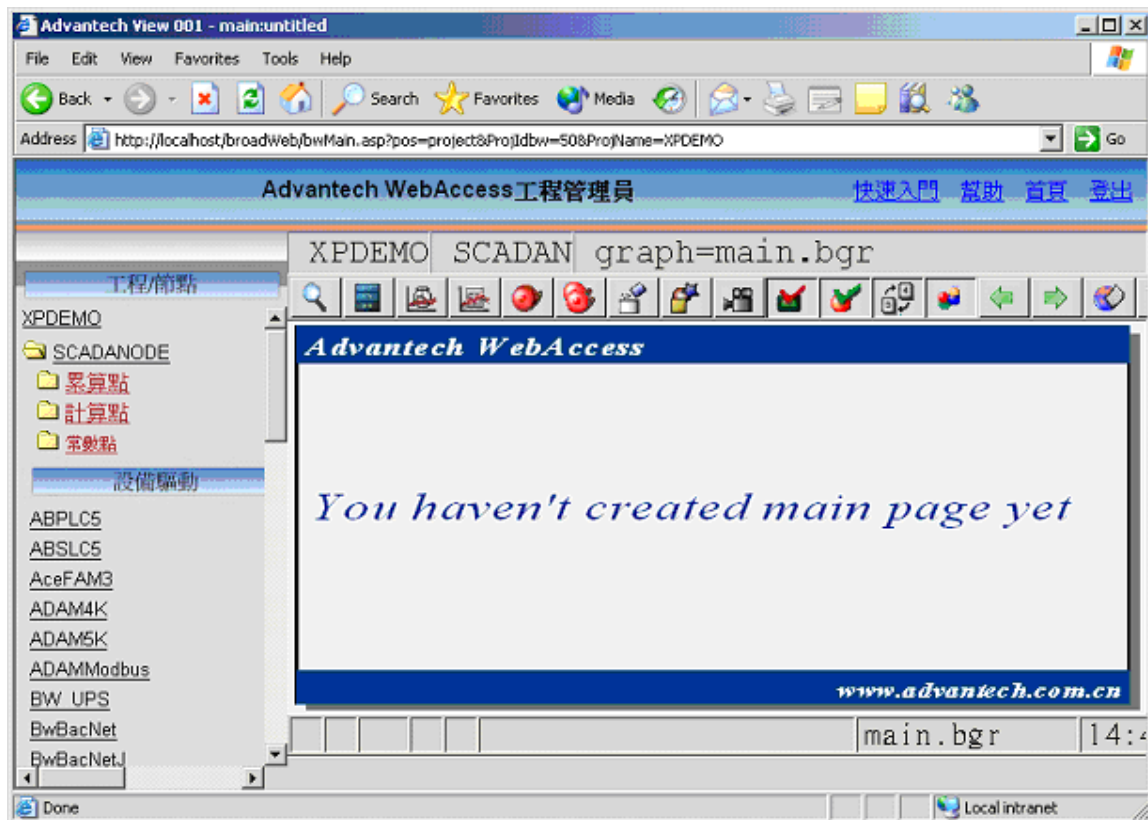 Advantech View 001 - main:untitled
File Edit View Favorites Tools Help
Back Search Favorites Media
Address http://localhost/broadWeb/bwMain.asp?pos=project&ProjIdbw=50&ProjName=XPDEMO Go
Advantech WebAccess工程管理員 快速入門 幫助 首頁 登出
XPDEMO SCADAN graph=main.bgr
工程/節點
XPDEMO
SCADANODE
累算點
計算點
常數點
設備驅動
ABPLC5
ABSLC5
AceFAM3
ADAM4K
ADAM5K
ADAMModbus
BW_UPS
BwBacNet
BwBacNetJ
Advantech WebAccess
You haven't created main page yet
www.advantech.com.cn
main.bgr 14:
Done Local intranet